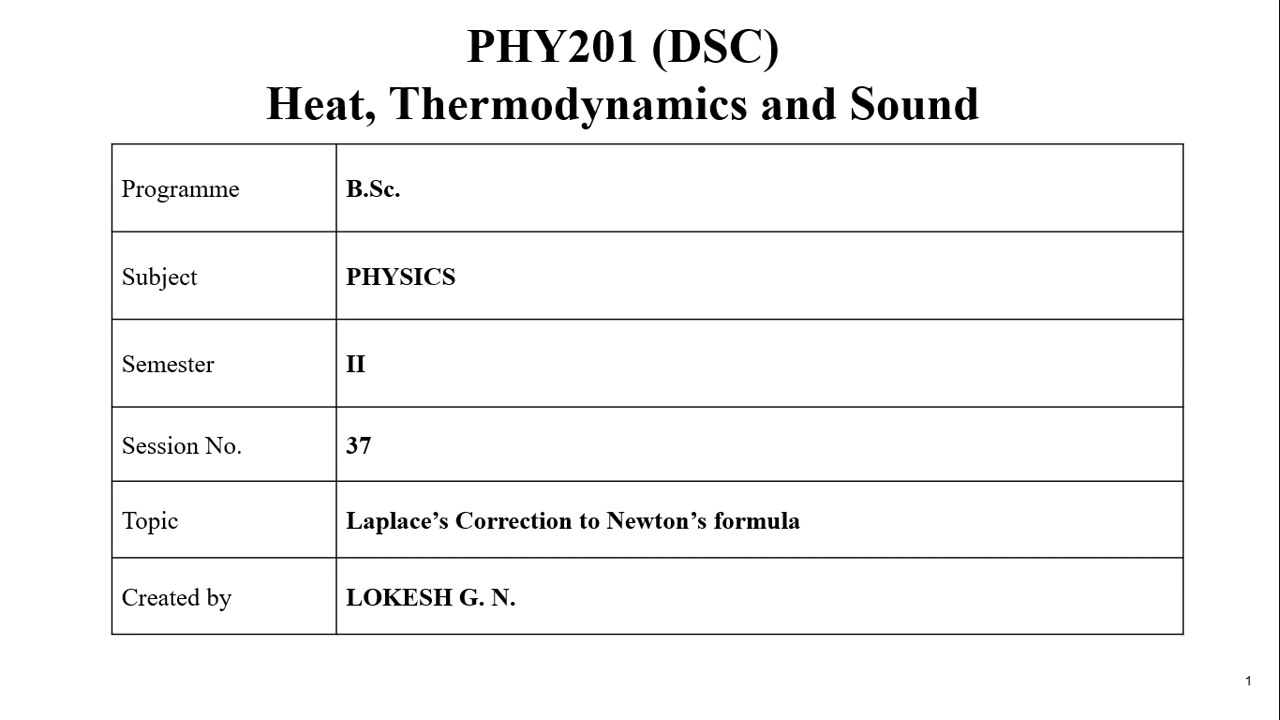 PHY201 (DSC)
Heat, Thermodynamics and Sound
Programme B.Sc.
Subject PHYSICS
Semester II
Session No. 37
Topic Laplace’s Correction to Newton’s formula
Created by LOKESH G. N.
1